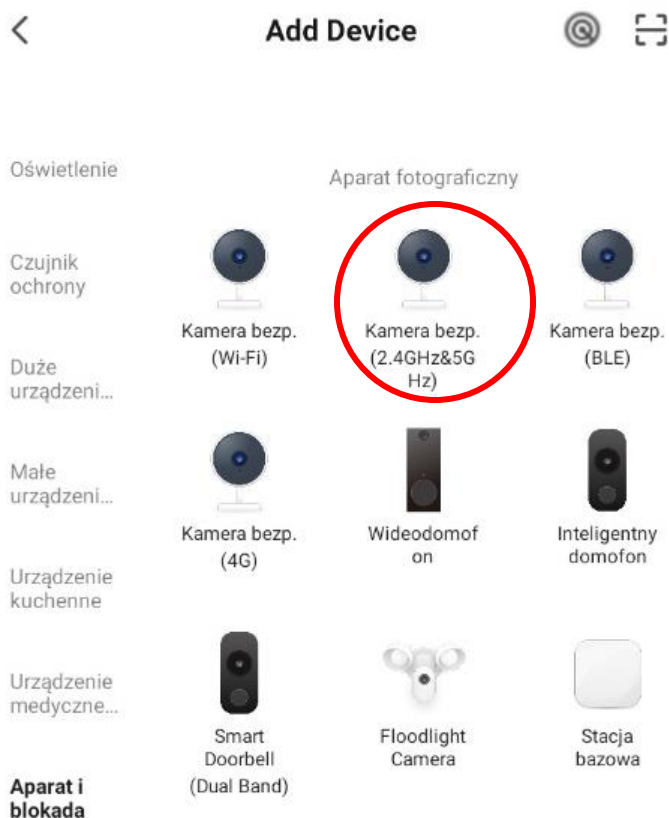 Add Device
Oświetlenie
Czujnik
ochrony
Duże
urządzeni...
Małe
urządzeni...
Urządzenie
kuchenne
Urządzenie
medyczne...
Aparat i
blokada
Aparat fotograficzny
Kamera bezp.
(Wi-Fi)
Kamera bezp.
(2.4GHz&5G
Hz)
Kamera bezp.
(BLE)
Kamera bezp.
(4G)
Wideodomof
on
Inteligentny
domofon
Smart
Doorbell
(Dual Band)
Floodlight
Camera
Stacja
bazowa